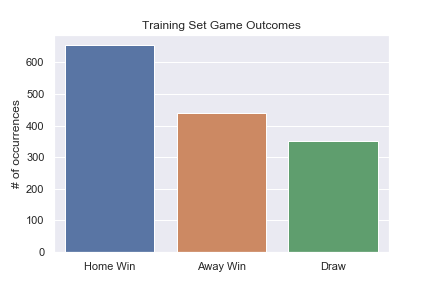 Training Set Game Outcomes
# of occurrences
600
500
400
300
200
100
0
Home Win
Away Win
Draw